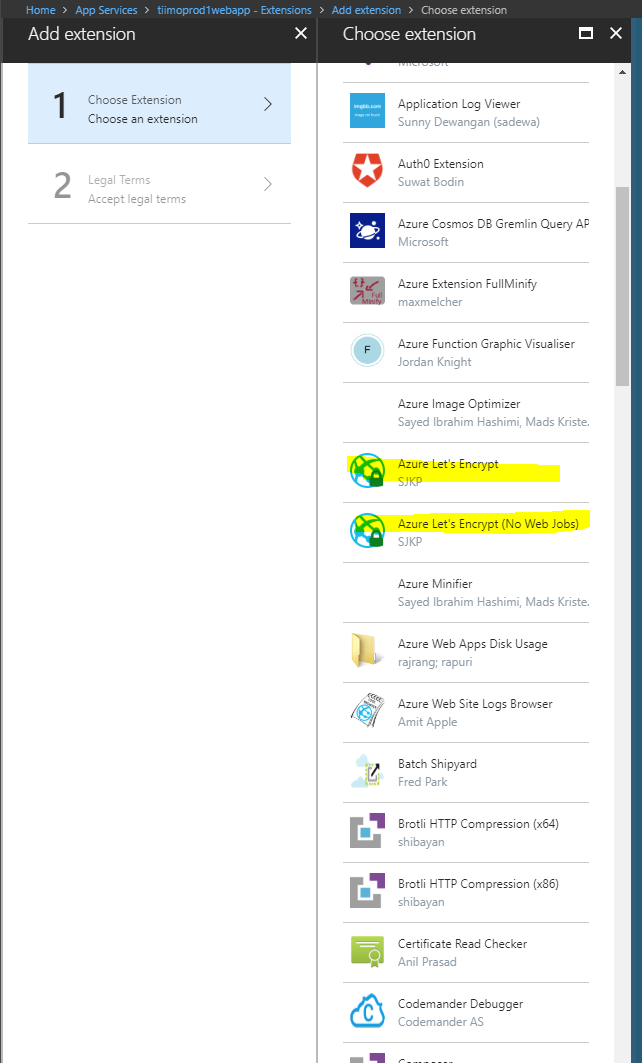 Home > App Services > tiimoprod1webapp - Extensions > Add extension > Choose extension
Add extension
1
Choose Extension
Choose an extension
2
Legal Terms
Accept legal terms
Choose extension
Microsoft
Application Log Viewer
Sunny Dewangan (sadewa)
Auth0 Extension
Suwat Bodin
Azure Cosmos DB Gremlin Query AP
Microsoft
Full
Minify
Azure Extension FullMinify
maxmelcher
F
Azure Function Graphic Visualiser
Jordan Knight
Azure Image Optimizer
Sayed Ibrahim Hashimi, Mads Kriste.
Azure Let's Encrypt
SJKP
Azure Let's Encrypt (No Web Jobs)
SJKP
Azure Minifier
Sayed Ibrahim Hashimi, Mads Kriste.
Azure Web Apps Disk Usage
rajrang; rapuri
Azure Web Site Logs Browser
Amit Apple
Batch Shipyard
Fred Park
Brotli HTTP Compression (x64)
shibayan
Brotli HTTP Compression (x86)
shibayan
Certificate Read Checker
Anil Prasad
Codemander Debugger
Codemander AS